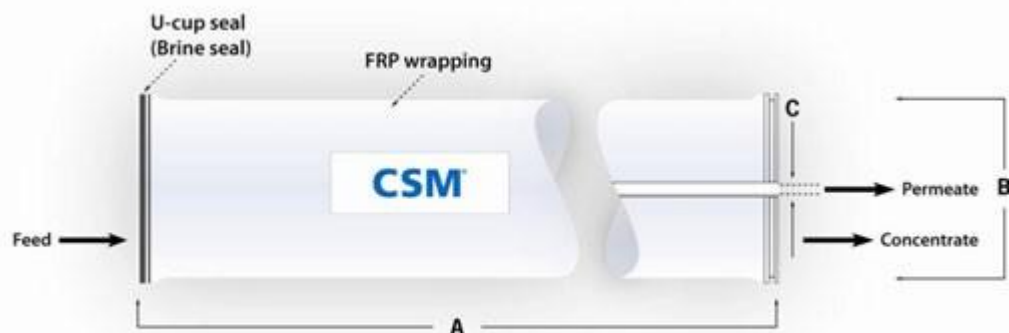 U-cup seal
(Brine seal)
FRP wrapping
C
CSM
Permeate
B
Feed
Concentrate
A